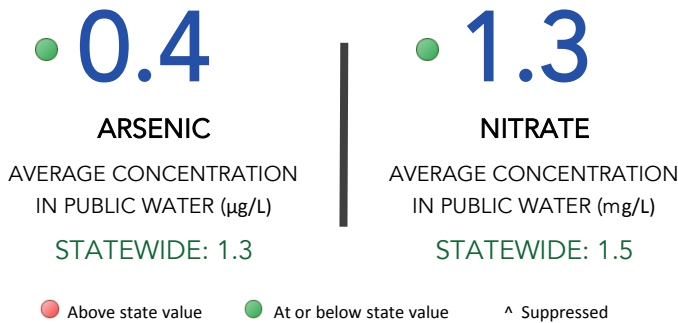 0.4
ARSENIC
AVERAGE CONCENTRATION
IN PUBLIC WATER (µg/L)
STATEWIDE: 1.3
1.3
NITRATE
AVERAGE CONCENTRATION
IN PUBLIC WATER (mg/L)
STATEWIDE: 1.5
Above state value
At or below state value
^ Suppressed